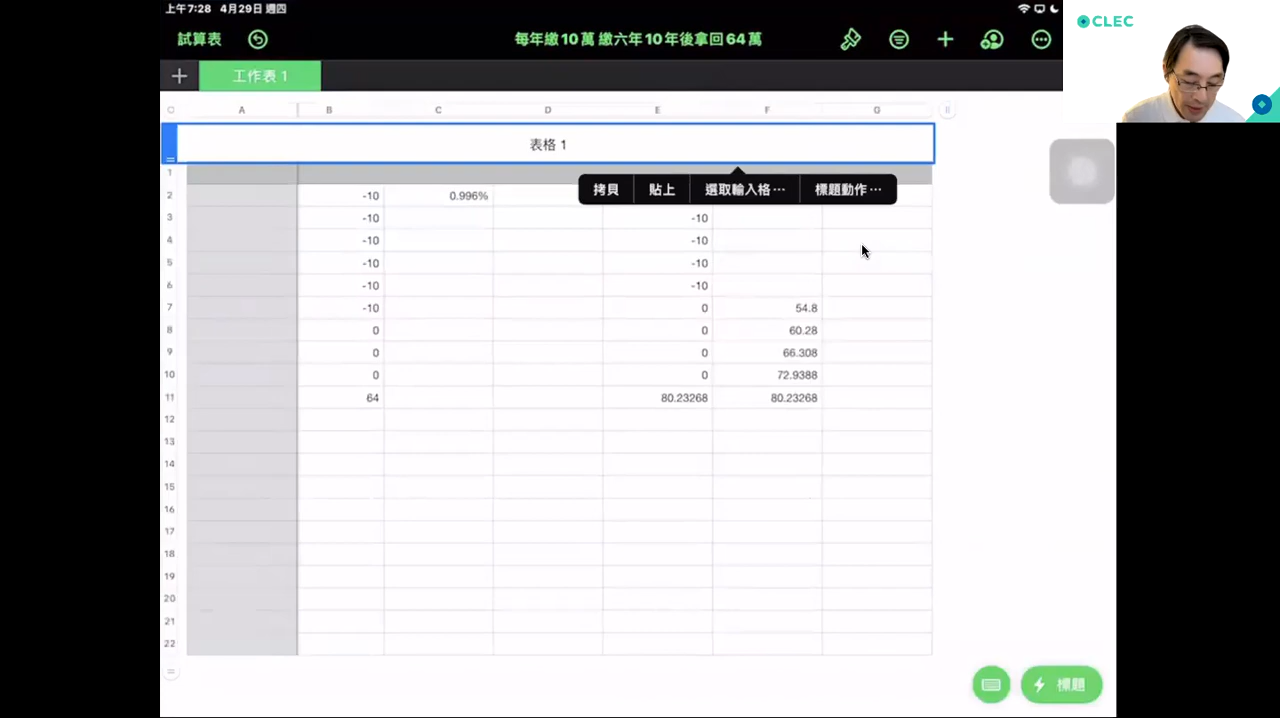 上午7:28 4月29日 週四
試算表
每年繳10萬 繳六年10年後拿回64萬
CLEC
工作表 1
A B C D E F G
表格 1
拷貝 貼上 選取輸入格⋯ 標題動作⋯
1
2 -10 0.996%
3 -10 -10
4 -10 -10
5 -10 -10
6 -10 -10
7 -10 0 54.8
8 0 0 60.28
9 0 0 66.308
10 0 0 72.9388
11 64 80.23268 80.23268
12
13
14
15
16
17
18
19
20
21
22
標題